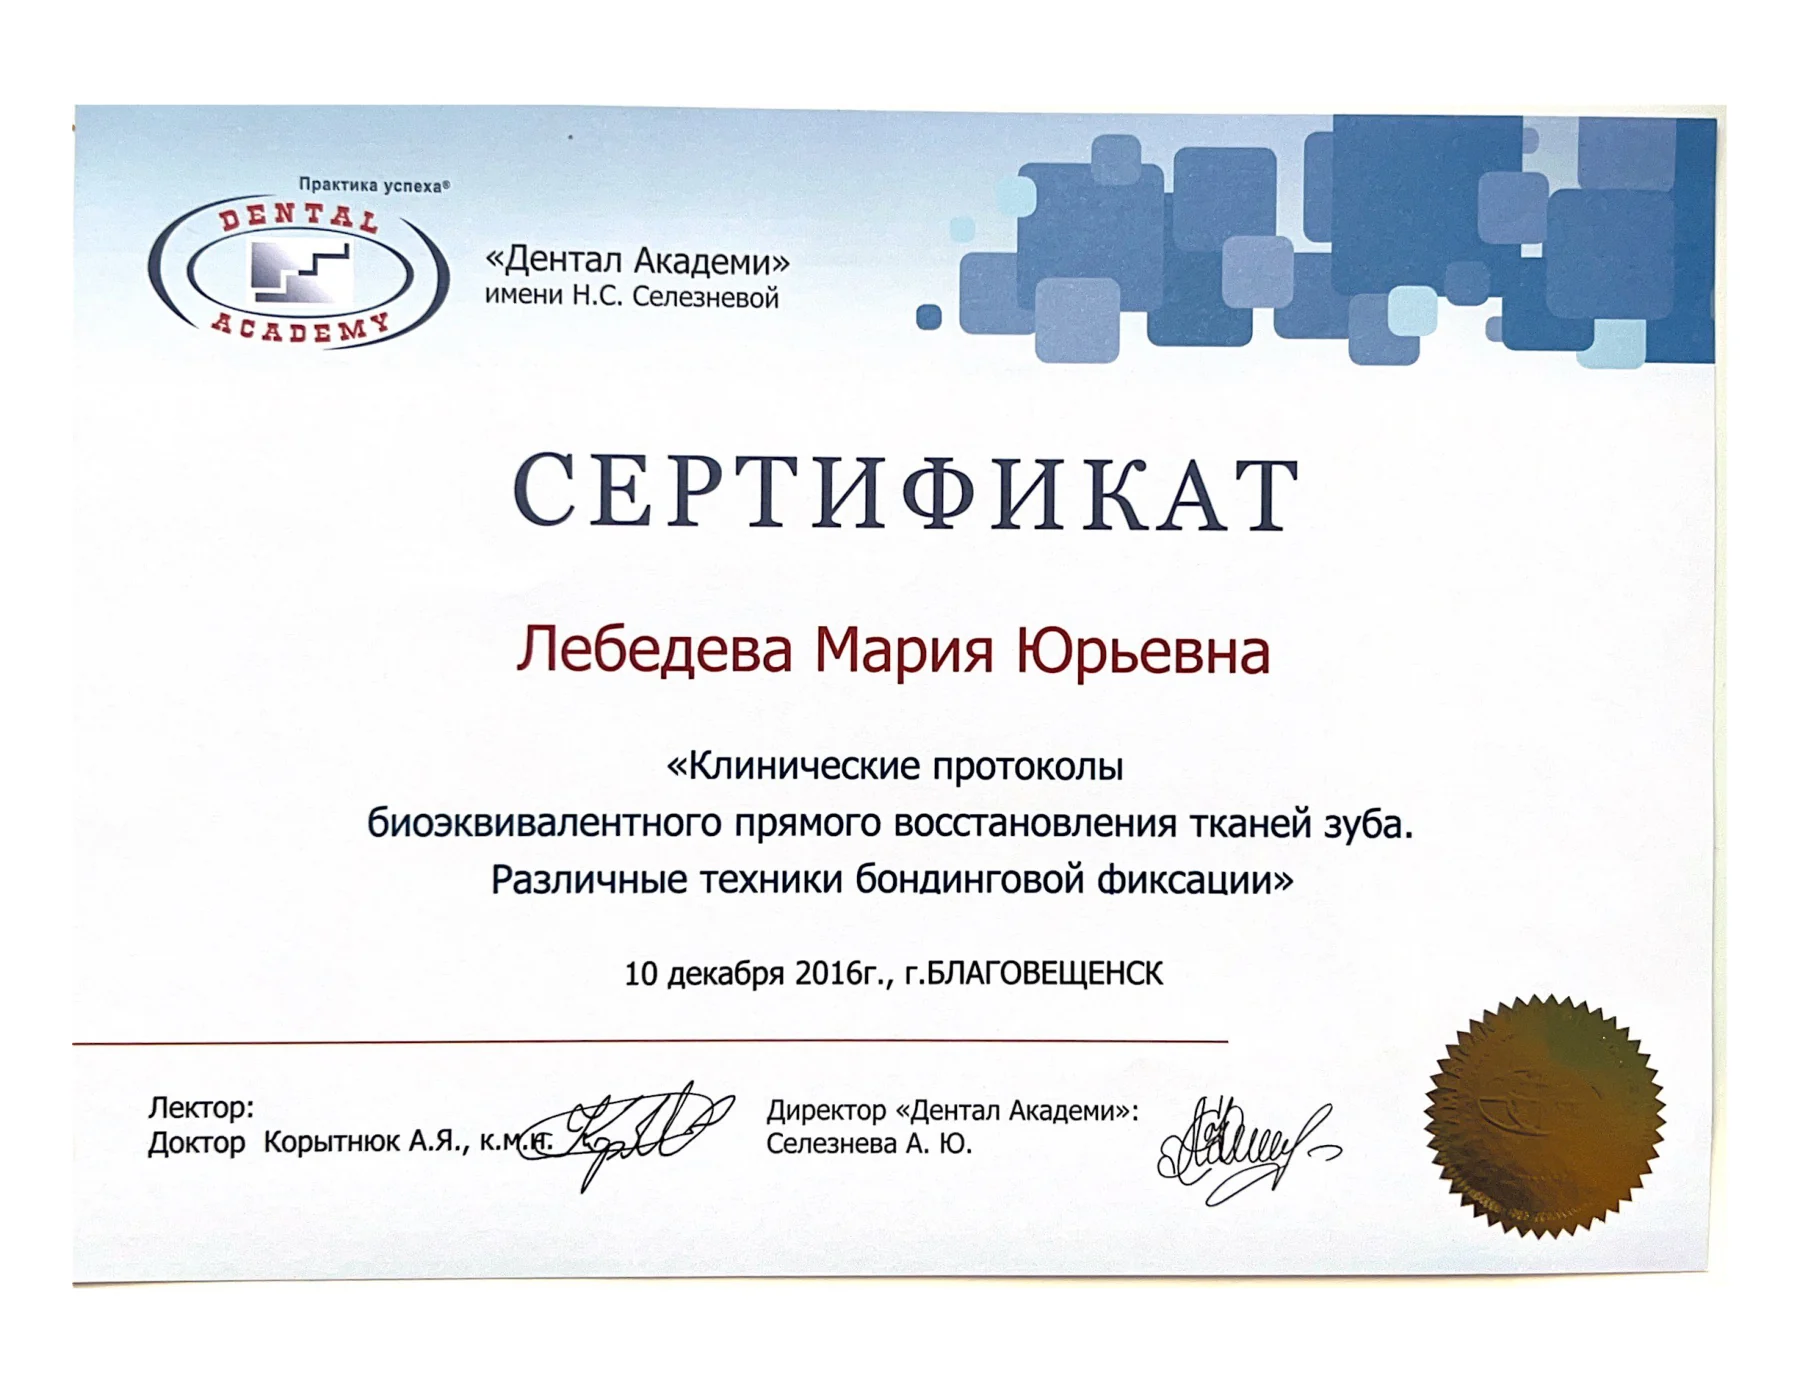 Практика успеха®
DENTAL
ACADEMY
«Дентал Академи»
имени Н.С. Селезневой
СЕРТИФИКАТ
Лебедева Мария Юрьевна
«Клинические протоколы
биоэквивалентного прямого восстановления тканей зуба.
Различные техники бондинговой фиксации»
10 декабря 2016г., г.БЛАГОВЕЩЕНСК
Лектор:
Доктор Корытнюк А.Я., к.м.н.
Директор «Дентал Академи»:
Селезнева А. Ю.